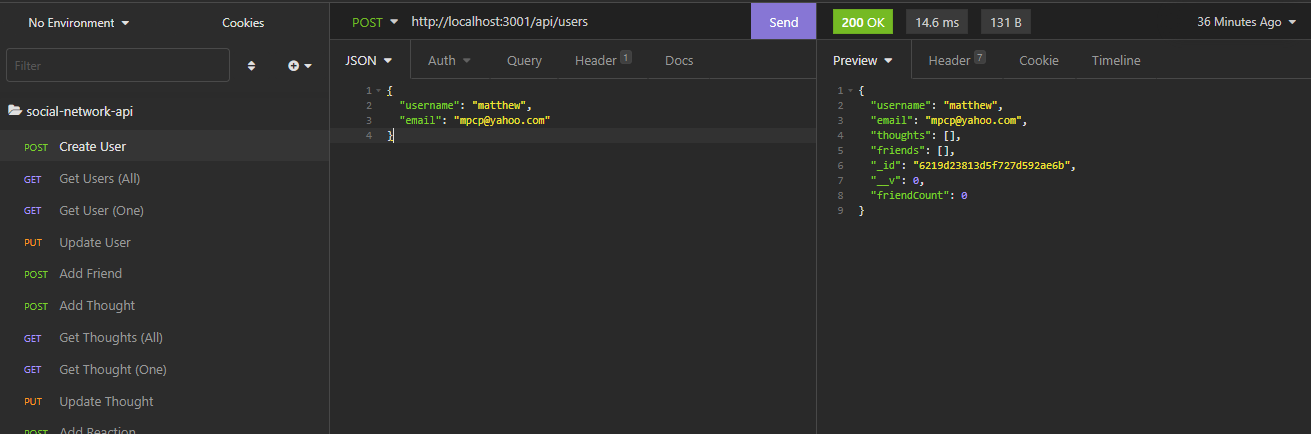 No Environment
Cookies
Filter
social-network-api
POST Create User
GET Get Users (All)
GET Get User (One)
PUT Update User
POST Add Friend
POST Add Thought
GET Get Thoughts (All)
GET Get Thought (One)
PUT Update Thought
POST Add Reaction
POST http://localhost:3001/api/users Send
JSON Auth Query Header 1 Docs
1 {
2 "username": "matthew",
3 "email": "mpcp@yahoo.com"
4 }
200 OK 14.6 ms 131 B 36 Minutes Ago
Preview Header 7 Cookie Timeline
1 {
2 "username": "matthew",
3 "email": "mpcp@yahoo.com",
4 "thoughts": [],
5 "friends": [],
6 "_id": "6219d23813d5f727d592ae6b",
7 "__v": 0,
8 "friendCount": 0
9 }